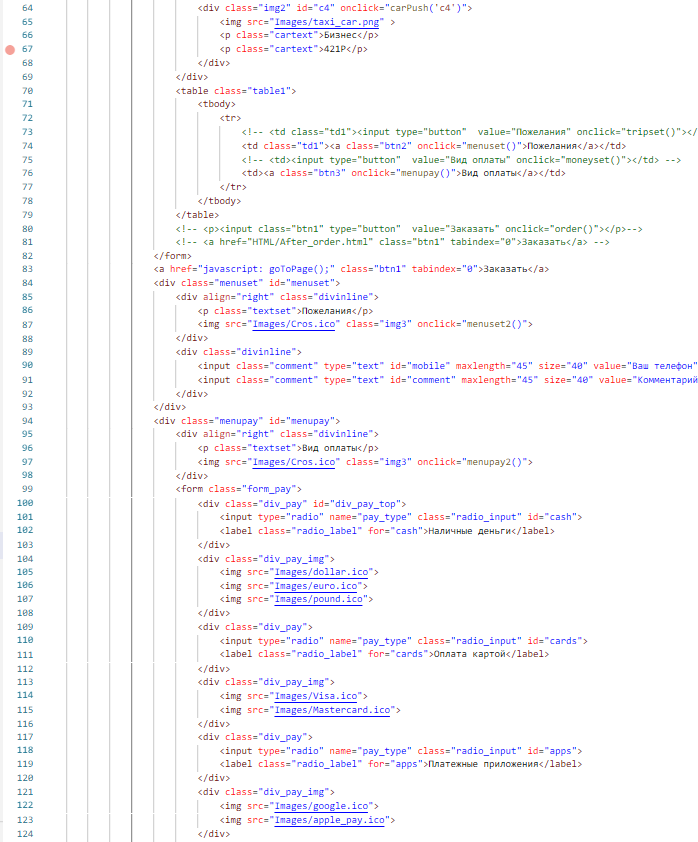 64 <div class="img2" id="c4" onclick="carPush('c4')">
65 <img src="Images/taxi_car.png" >
66 <p class="cartext">Бизнес</p>
67 <p class="cartext">421Р</p>
68 </div>
69 </div>
70 <table class="table1">
71 <tbody>
72 <tr>
73 <!-- <td class="td1"><input type="button"  value="Пожелания" onclick="tripset()"></
74 <td class="td1"><a class="btn2" onclick="menuset()">Пожелания</a></td>
75 <!-- <td><input type="button"  value="Вид оплаты" onclick="moneyset()"></td> -->
76 <td><a class="btn3" onclick="menupay()">Вид оплаты</a></td>
77 </tr>
78 </tbody>
79 </table>
80 <!-- <p><input class="btn1" type="button"  value="Заказать" onclick="order()"></p>-->
81 <!-- <a href="HTML/After_order.html" class="btn1" tabindex="0">Заказать</a> -->
82 </form>
83 <a href="javascript: goToPage();" class="btn1" tabindex="0">Заказать</a>
84 <div class="menuset" id="menuset">
85 <div align="right" class="divinline">
86 <p class="textset">Пожелания</p>
87 <img src="Images/Cros.ico" class="img3" onclick="menuset2()">
88 </div>
89 <div class="divinline">
90 <input class="comment" type="text" id="mobile" maxlength="45" size="40" value="Ваш телефон"
91 <input class="comment" type="text" id="comment" maxlength="45" size="40" value="Комментарий
92 </div>
93 </div>
94 <div class="menupay" id="menupay">
95 <div align="right" class="divinline">
96 <p class="textset">Вид оплаты</p>
97 <img src="Images/Cros.ico" class="img3" onclick="menupay2()">
98 </div>
99 <form class="form_pay">
100 <div class="div_pay" id="div_pay_top">
101 <input type="radio" name="pay_type" class="radio_input" id="cash">
102 <label class="radio_label" for="cash">Наличные деньги</label>
103 </div>
104 <div class="div_pay_img">
105 <img src="Images/dollar.ico">
106 <img src="Images/euro.ico">
107 <img src="Images/pound.ico">
108 </div>
109 <div class="div_pay">
110 <input type="radio" name="pay_type" class="radio_input" id="cards">
111 <label class="radio_label" for="cards">Оплата картой</label>
112 </div>
113 <div class="div_pay_img">
114 <img src="Images/Visa.ico">
115 <img src="Images/Mastercard.ico">
116 </div>
117 <div class="div_pay">
118 <input type="radio" name="pay_type" class="radio_input" id="apps">
119 <label class="radio_label" for="apps">Платежные приложения</label>
120 </div>
121 <div class="div_pay_img">
122 <img src="Images/google.ico">
123 <img src="Images/apple_pay.ico">
124 </div>